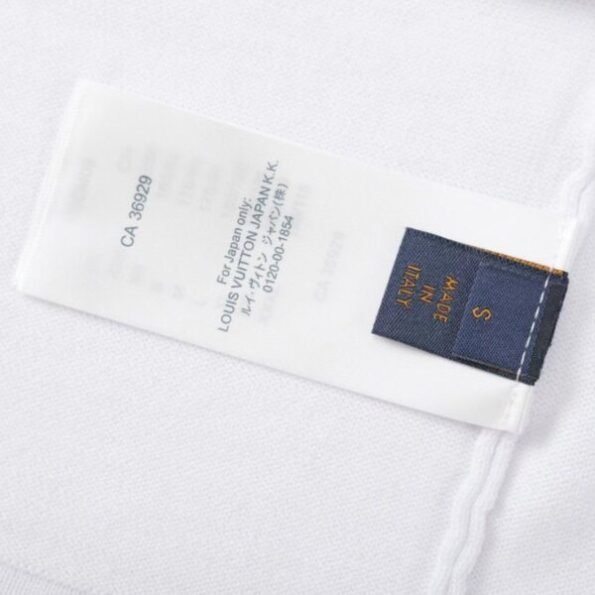 CA 36929
For Japan only:
LOUIS VUITTON JAPAN K.K.
ルイ・ヴィトン ジャパン(株)
0120-00-1854
MADE
IN
ITALY
S